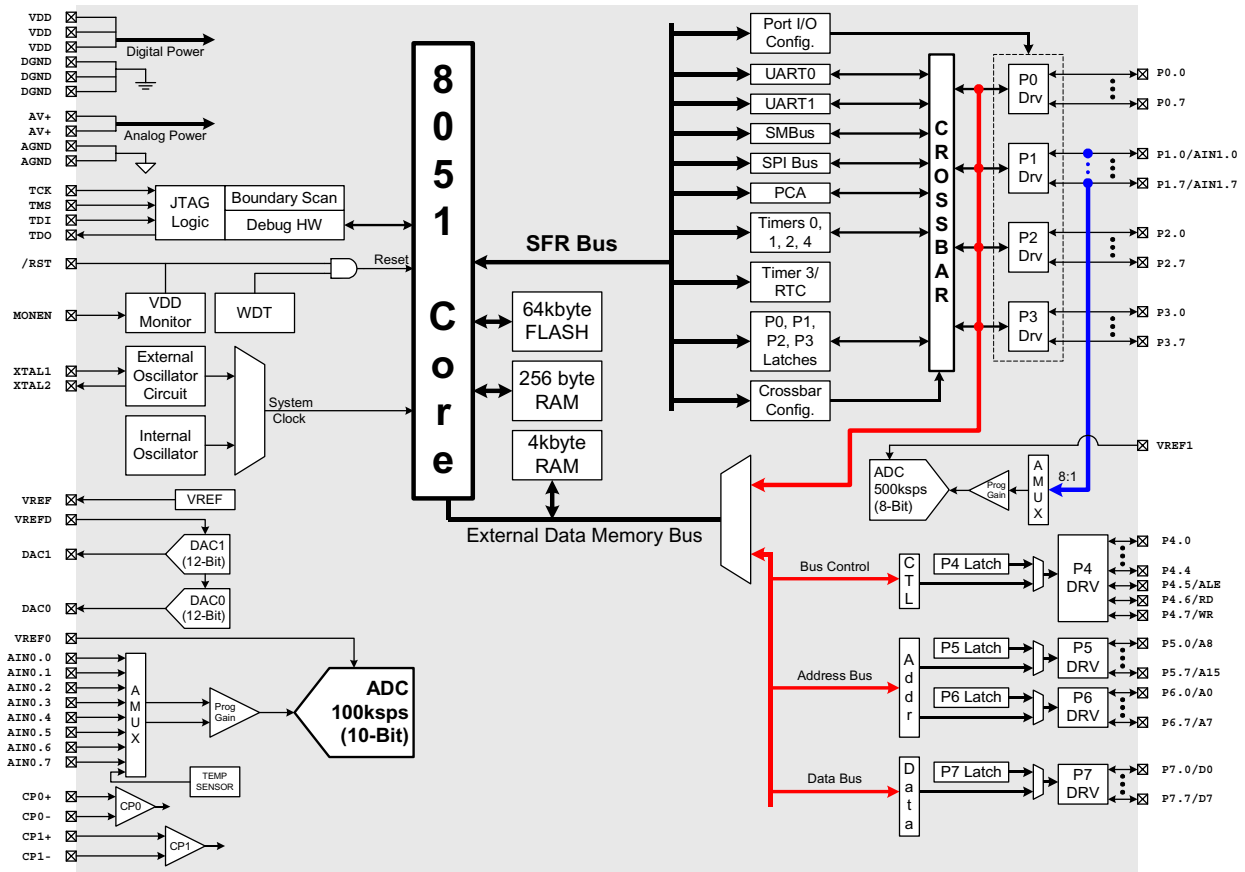 VDD
VDD
VDD
Digital Power
DGND
DGND
DGND
AV+
AV+
Analog Power
AGND
AGND
TCK
TMS
TDI
TDO
JTAG
Logic
Boundary Scan
Debug HW
/RST
Reset
MONEN
VDD
Monitor
WDT
XTAL1
XTAL2
External
Oscillator
Circuit
Internal
Oscillator
System
Clock
VREF
VREF
VREFD
DAC1
DAC1
(12-Bit)
DAC0
DAC0
(12-Bit)
VREF0
AIN0.0
AIN0.1
AIN0.2
AIN0.3
AIN0.4
AIN0.5
AIN0.6
AIN0.7
AMUX
Prog
Gain
ADC
100ksps
(10-Bit)
TEMP
SENSOR
CP0+
CP0-
CP0
CP1+
CP1-
CP1
8051 Core
SFR Bus
64kbyte
FLASH
256 byte
RAM
4kbyte
RAM
External Data Memory Bus
Port I/O
Config.
UART0
UART1
SMBus
SPI Bus
PCA
Timers 0,
1, 2, 4
Timer 3/
RTC
P0, P1,
P2, P3
Latches
Crossbar
Config.
CROSSBAR
P0
Drv
P1
Drv
P2
Drv
P3
Drv
P0.0
P0.7
P1.0/AIN1.0
P1.7/AIN1.7
P2.0
P2.7
P3.0
P3.7
VREF1
ADC
500ksps
(8-Bit)
Prog
Gain
AMUX
8:1
Bus Control
CTL
P4 Latch
P4
DRV
P4.0
P4.4
P4.5/ALE
P4.6/RD
P4.7/WR
Address Bus
Addr
P5 Latch
P5
DRV
P5.0/A8
P5.7/A15
P6 Latch
P6
DRV
P6.0/A0
P6.7/A7
Data Bus
Data
P7 Latch
P7
DRV
P7.0/D0
P7.7/D7